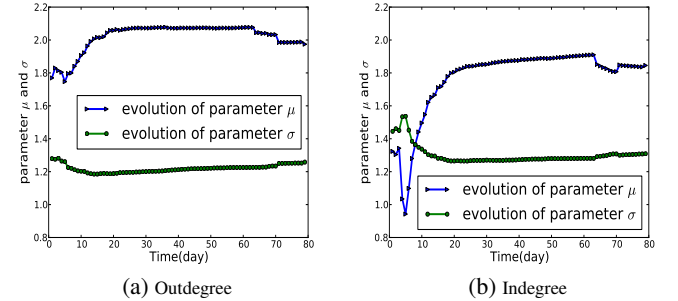 2.2
2.0
1.8
1.6
1.4
1.2
1.0
0.8
parameter μ and σ
evolution of parameter μ
evolution of parameter σ
0 10 20 30 40 50 60 70 80
Time(day)
(a) Outdegree
2.2
2.0
1.8
1.6
1.4
1.2
1.0
0.8
parameter μ and σ
evolution of parameter μ
evolution of parameter σ
0 10 20 30 40 50 60 70 80
Time(day)
(b) Indegree